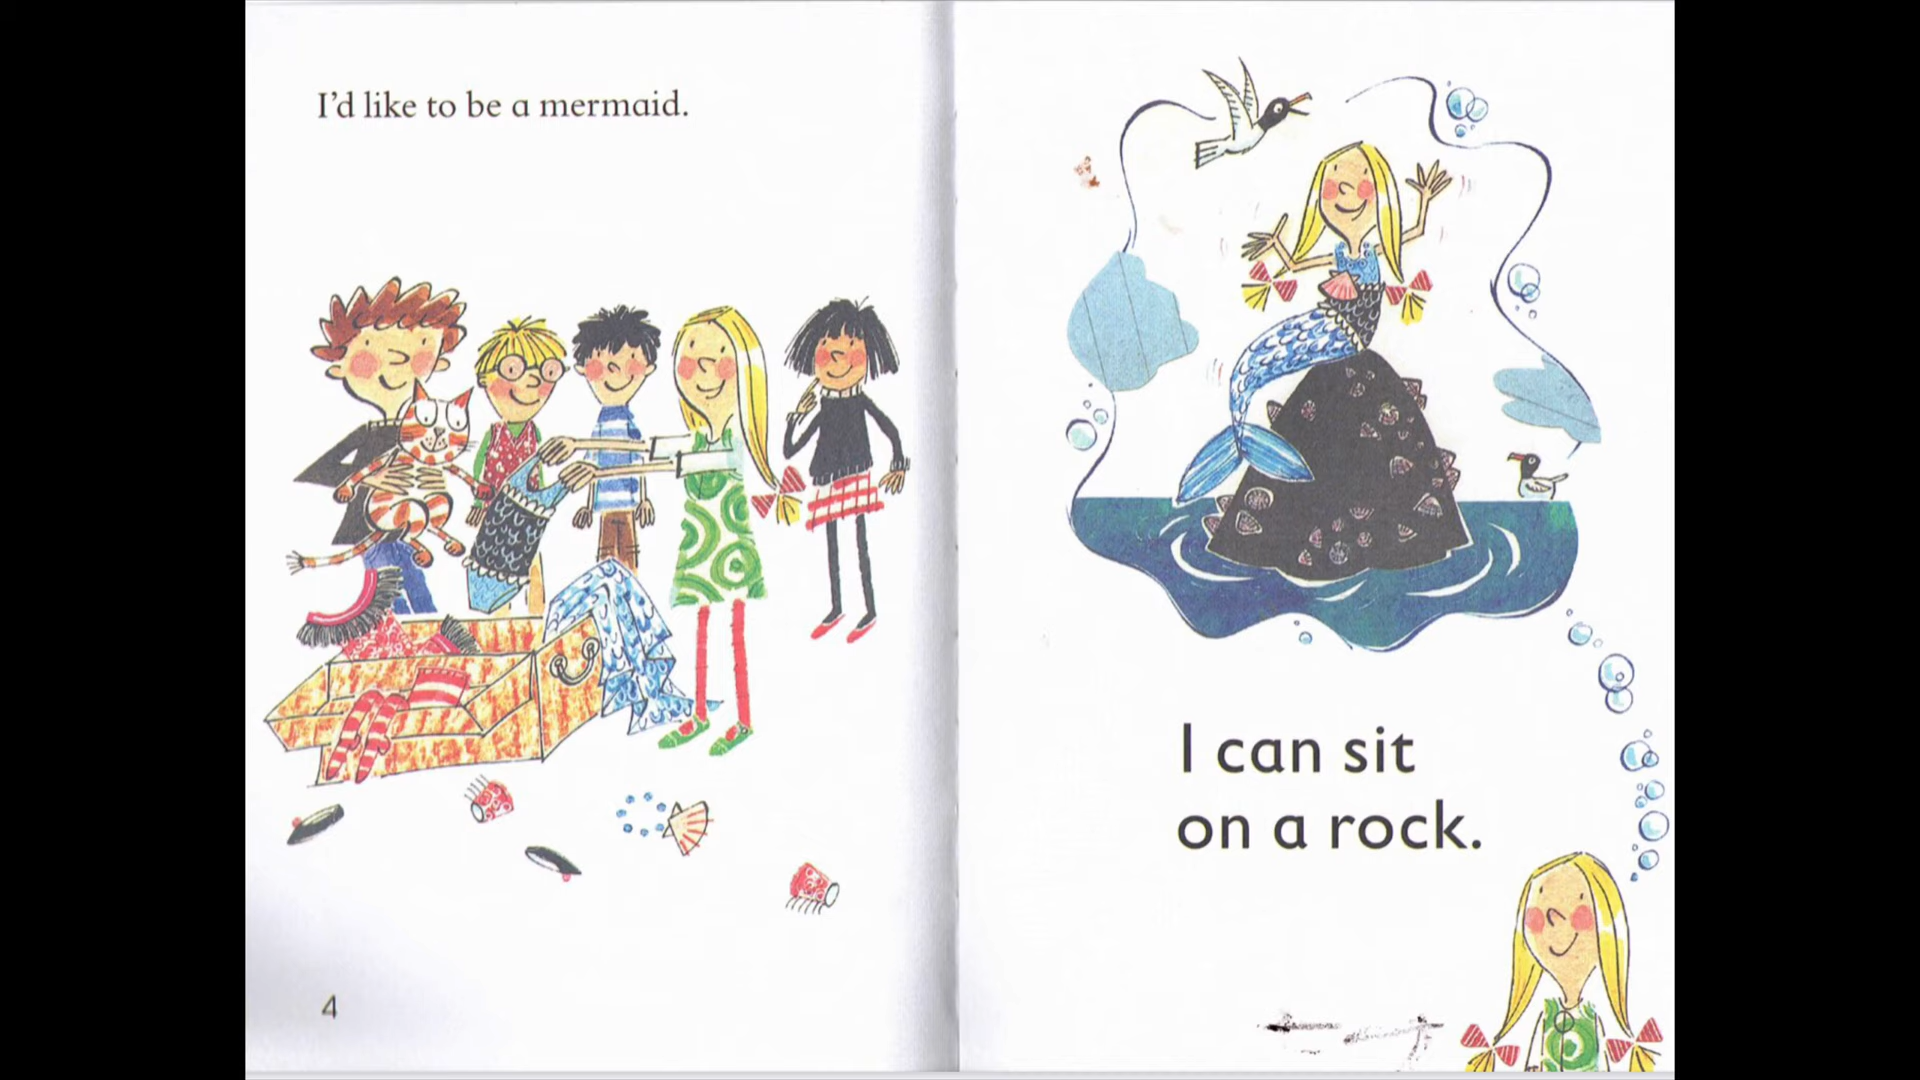 I'd like to be a mermaid.
4
I can sit
on a rock.